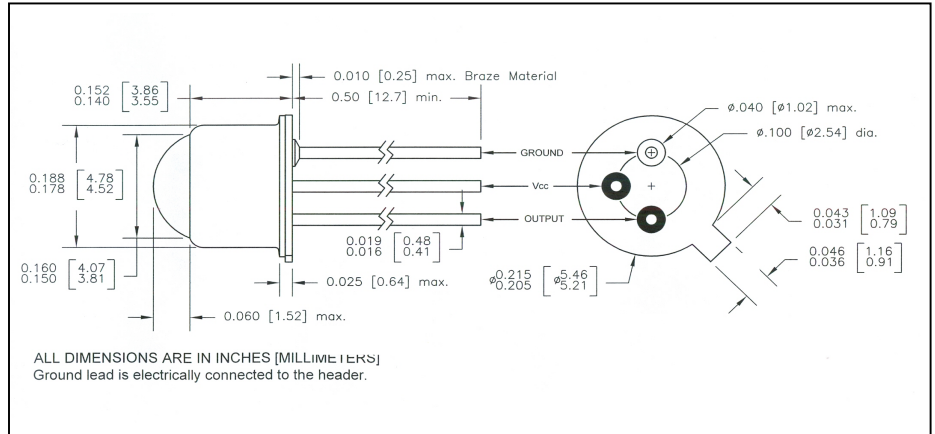 0.010 [0.25] max. Braze Material
0.152 [3.86]
0.140 [3.55]
0.50 [12.7] min.
ø.040 [ø1.02] max.
ø.100 [ø2.54] dia.
GROUND
0.188 [4.78]
0.178 [4.52]
Vcc
OUTPUT
0.043 [1.09]
0.031 [0.79]
0.019 [0.48]
0.016 [0.41]
0.046 [1.16]
0.036 [0.91]
0.160 [4.07]
0.150 [3.81]
0.025 [0.64] max.
ø0.215 [ø5.46]
0.205 [5.21]
0.060 [1.52] max.
ALL DIMENSIONS ARE IN INCHES [MILLIMETERS]
Ground lead is electrically connected to the header.